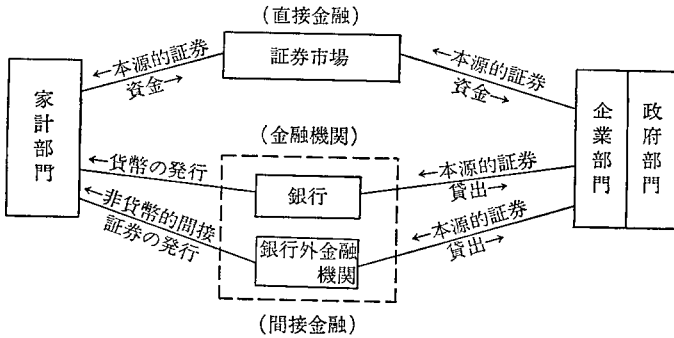 (直接金融)
証券市場
←本源的証券
資金→
←本源的証券
資金→
家計部門
企業部門
政府部門
(金融機関)
←貨幣の発行
銀行
←本源的証券
貸出→
←非貨幣的間接
証券の発行
銀行外金融
機関
←本源的証券
貸出→
(間接金融)